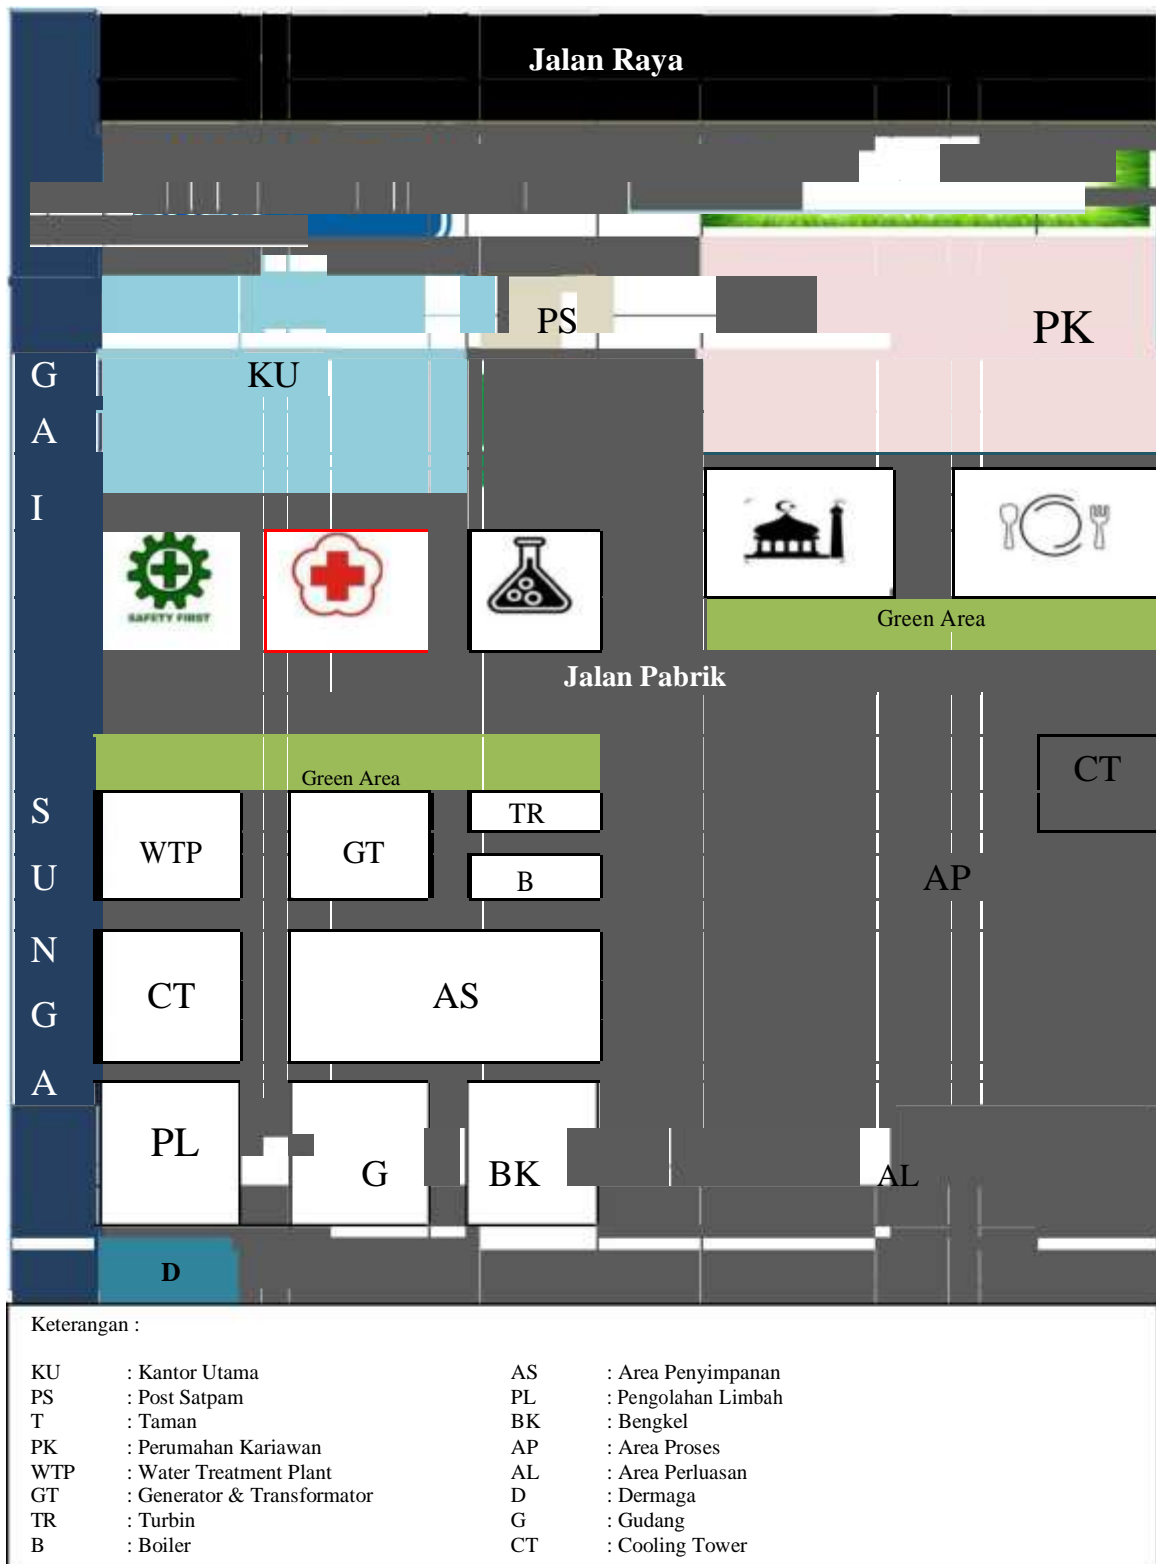 Jalan Raya
PS
PK
KU
G
A
I
SAFETY FIRST
Green Area
Jalan Pabrik
Green Area
CT
S
U
N
G
A
WTP
GT
TR
B
AP
CT
AS
PL
G
BK
AL
D
Keterangan :
KU : Kantor Utama
PS : Post Satpam
T : Taman
PK : Perumahan Kariawan
WTP : Water Treatment Plant
GT : Generator & Transformator
TR : Turbin
B : Boiler
AS : Area Penyimpanan
PL : Pengolahan Limbah
BK : Bengkel
AP : Area Proses
AL : Area Perluasan
D : Dermaga
G : Gudang
CT : Cooling Tower